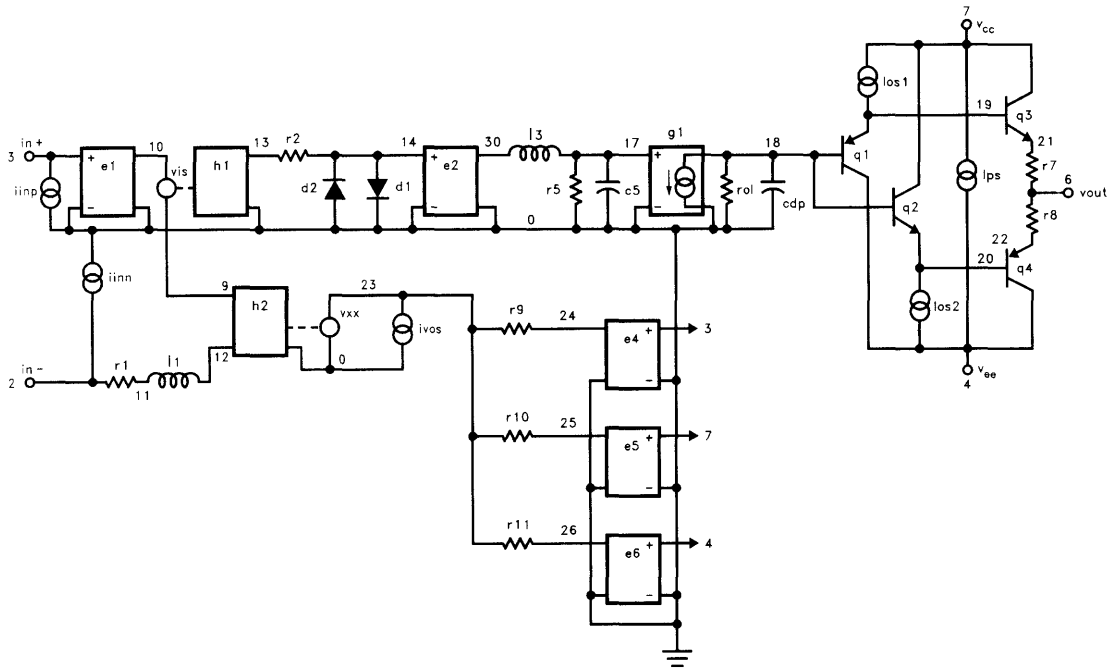 7
v_cc
Ios1
19
q3
in+
3
iinp
+
−
e1
10
vis
h1
13
r2
d2
d1
14
+
−
e2
30
l3
r5
c5
17
g1
+
−
rol
18
cdp
q1
q2
Ips
21
r7
6
vout
r8
22
0
iinn
9
h2
23
vxx
ivos
0
12
20
q4
Ios2
v_ee
4
in-
2
r1
11
l1
r9
24
e4
+
−
3
r10
25
e5
+
−
7
r11
26
e6
+
−
4